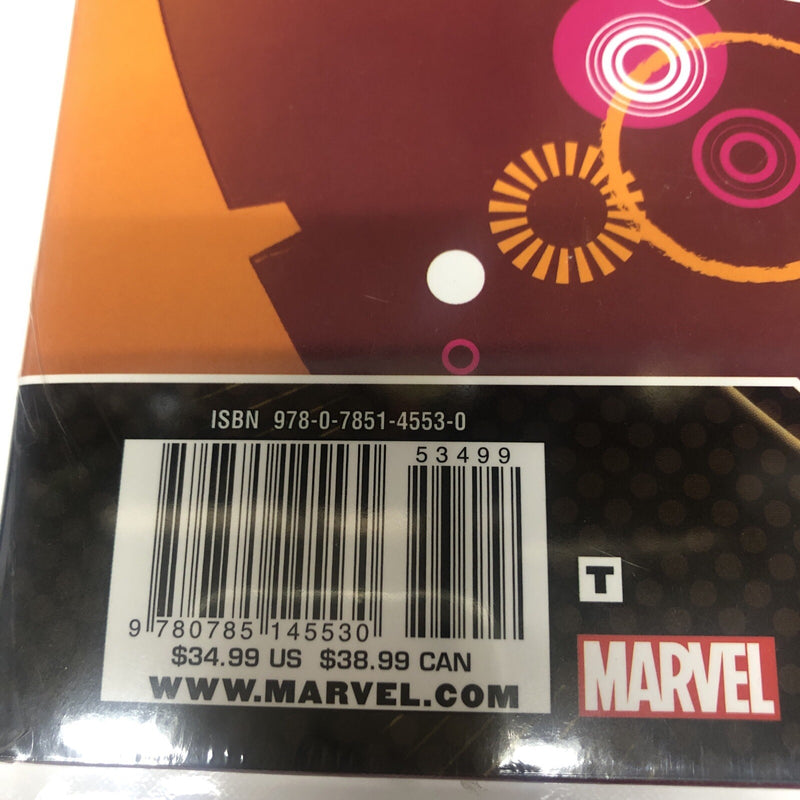 ISBN 978-0-7851-4553-0
53499
9 780785 145530
$34.99 US $38.99 CAN
WWW.MARVEL.COM
T
MARVEL